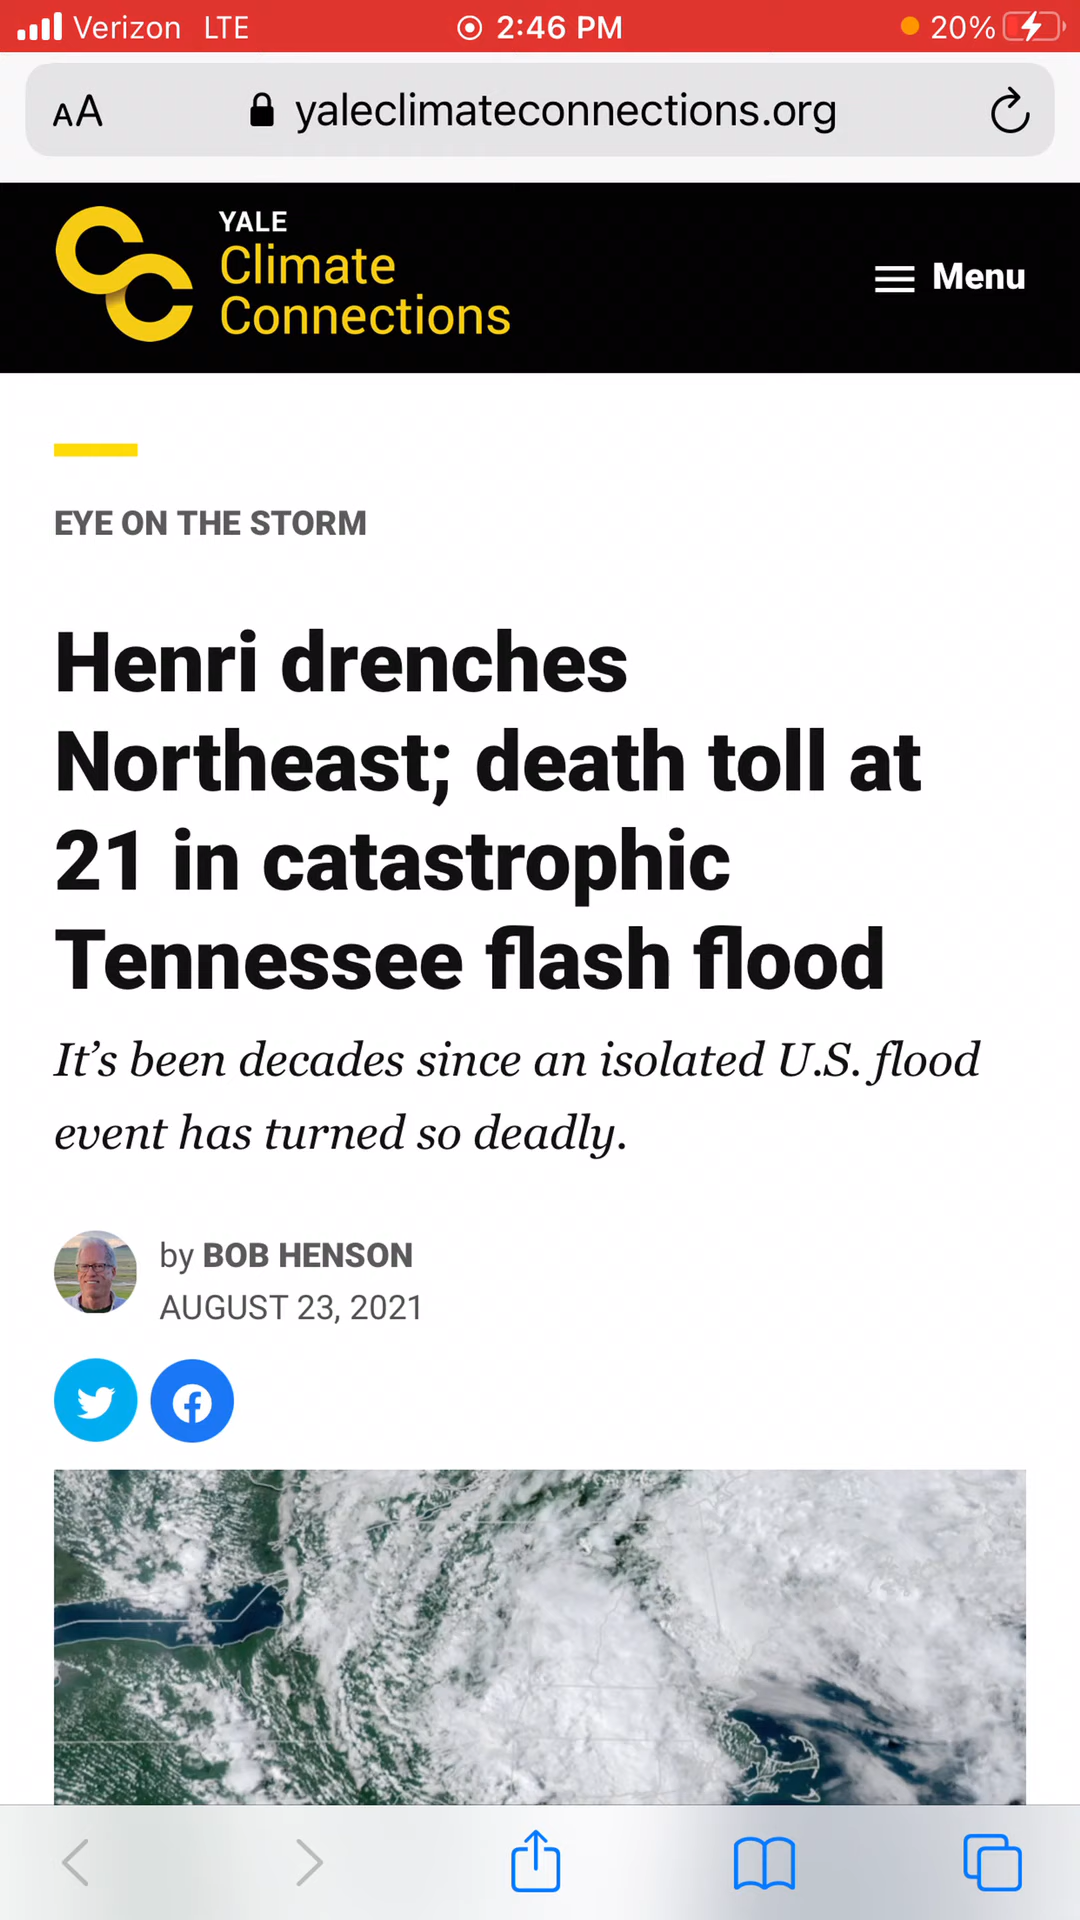 Verizon LTE 2:46 PM 20%
AA yaleclimateconnections.org
YALE
Climate
Connections
Menu
EYE ON THE STORM
Henri drenches
Northeast; death toll at
21 in catastrophic
Tennessee flash flood
It’s been decades since an isolated U.S. flood
event has turned so deadly.
by BOB HENSON
AUGUST 23, 2021